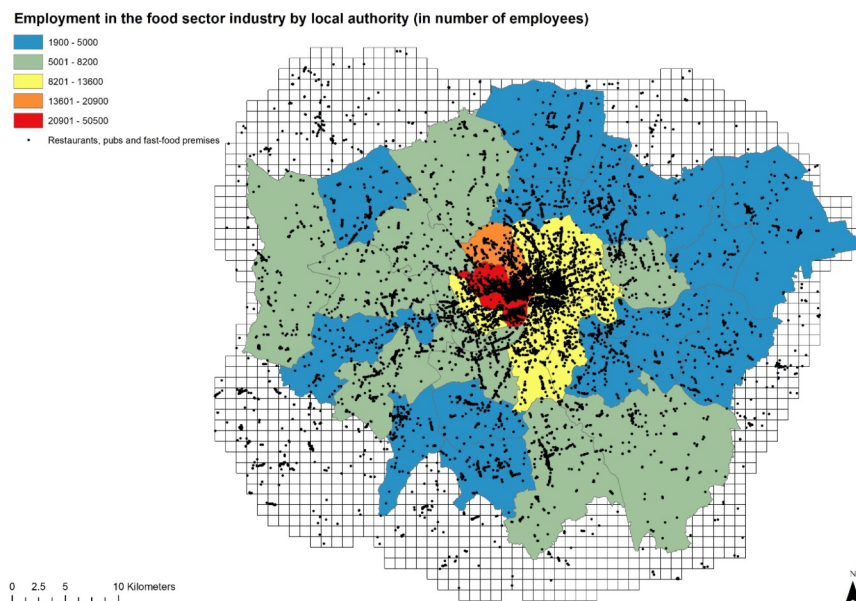 Employment in the food sector industry by local authority (in number of employees)
1900 - 5000
5001 - 8200
8201 - 13600
13601 - 20900
20901 - 50500
Restaurants, pubs and fast-food premises
0 2.5 5 10 Kilometers
N